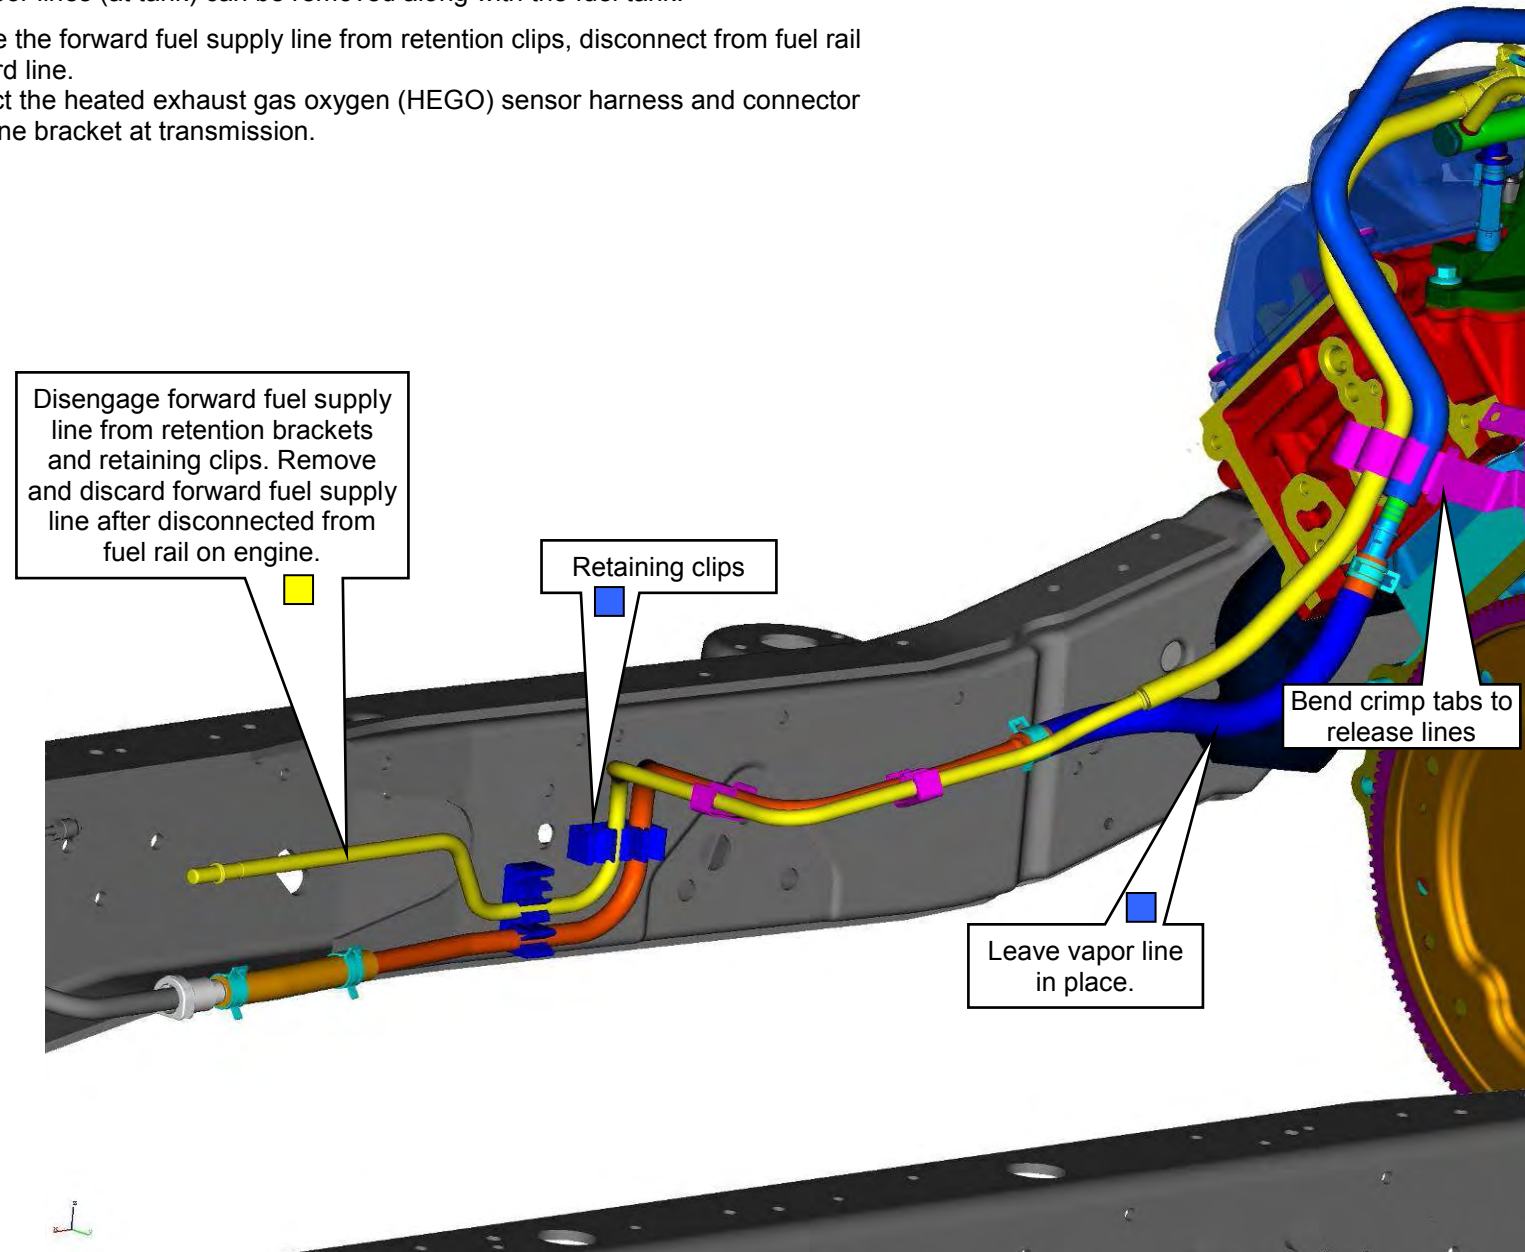 e the forward fuel supply line from retention clips, disconnect from fuel rail
rd line.
ct the heated exhaust gas oxygen (HEGO) sensor harness and connector
ne bracket at transmission.
Disengage forward fuel supply
line from retention brackets
and retaining clips. Remove
and discard forward fuel supply
line after disconnected from
fuel rail on engine.
Retaining clips
Bend crimp tabs to
release lines
Leave vapor line
in place.